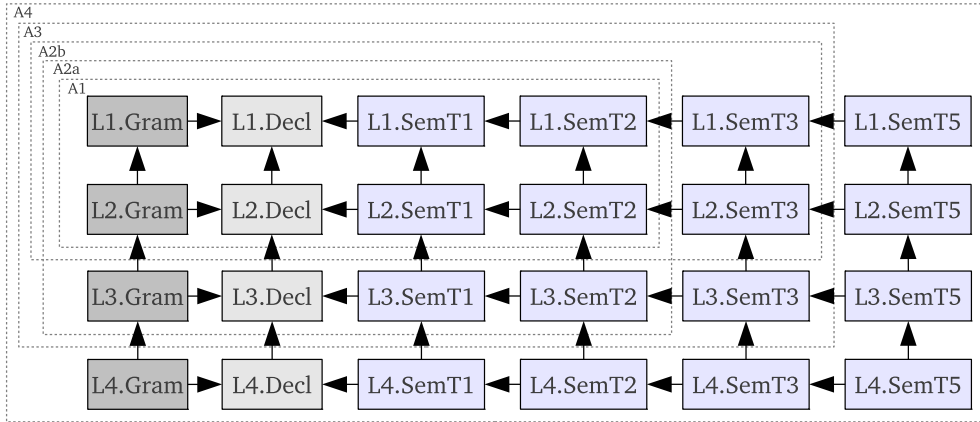 A4
A3
A2b
A2a
A1
L1.Gram L1.Decl L1.SemT1 L1.SemT2 L1.SemT3 L1.SemT5
L2.Gram L2.Decl L2.SemT1 L2.SemT2 L2.SemT3 L2.SemT5
L3.Gram L3.Decl L3.SemT1 L3.SemT2 L3.SemT3 L3.SemT5
L4.Gram L4.Decl L4.SemT1 L4.SemT2 L4.SemT3 L4.SemT5